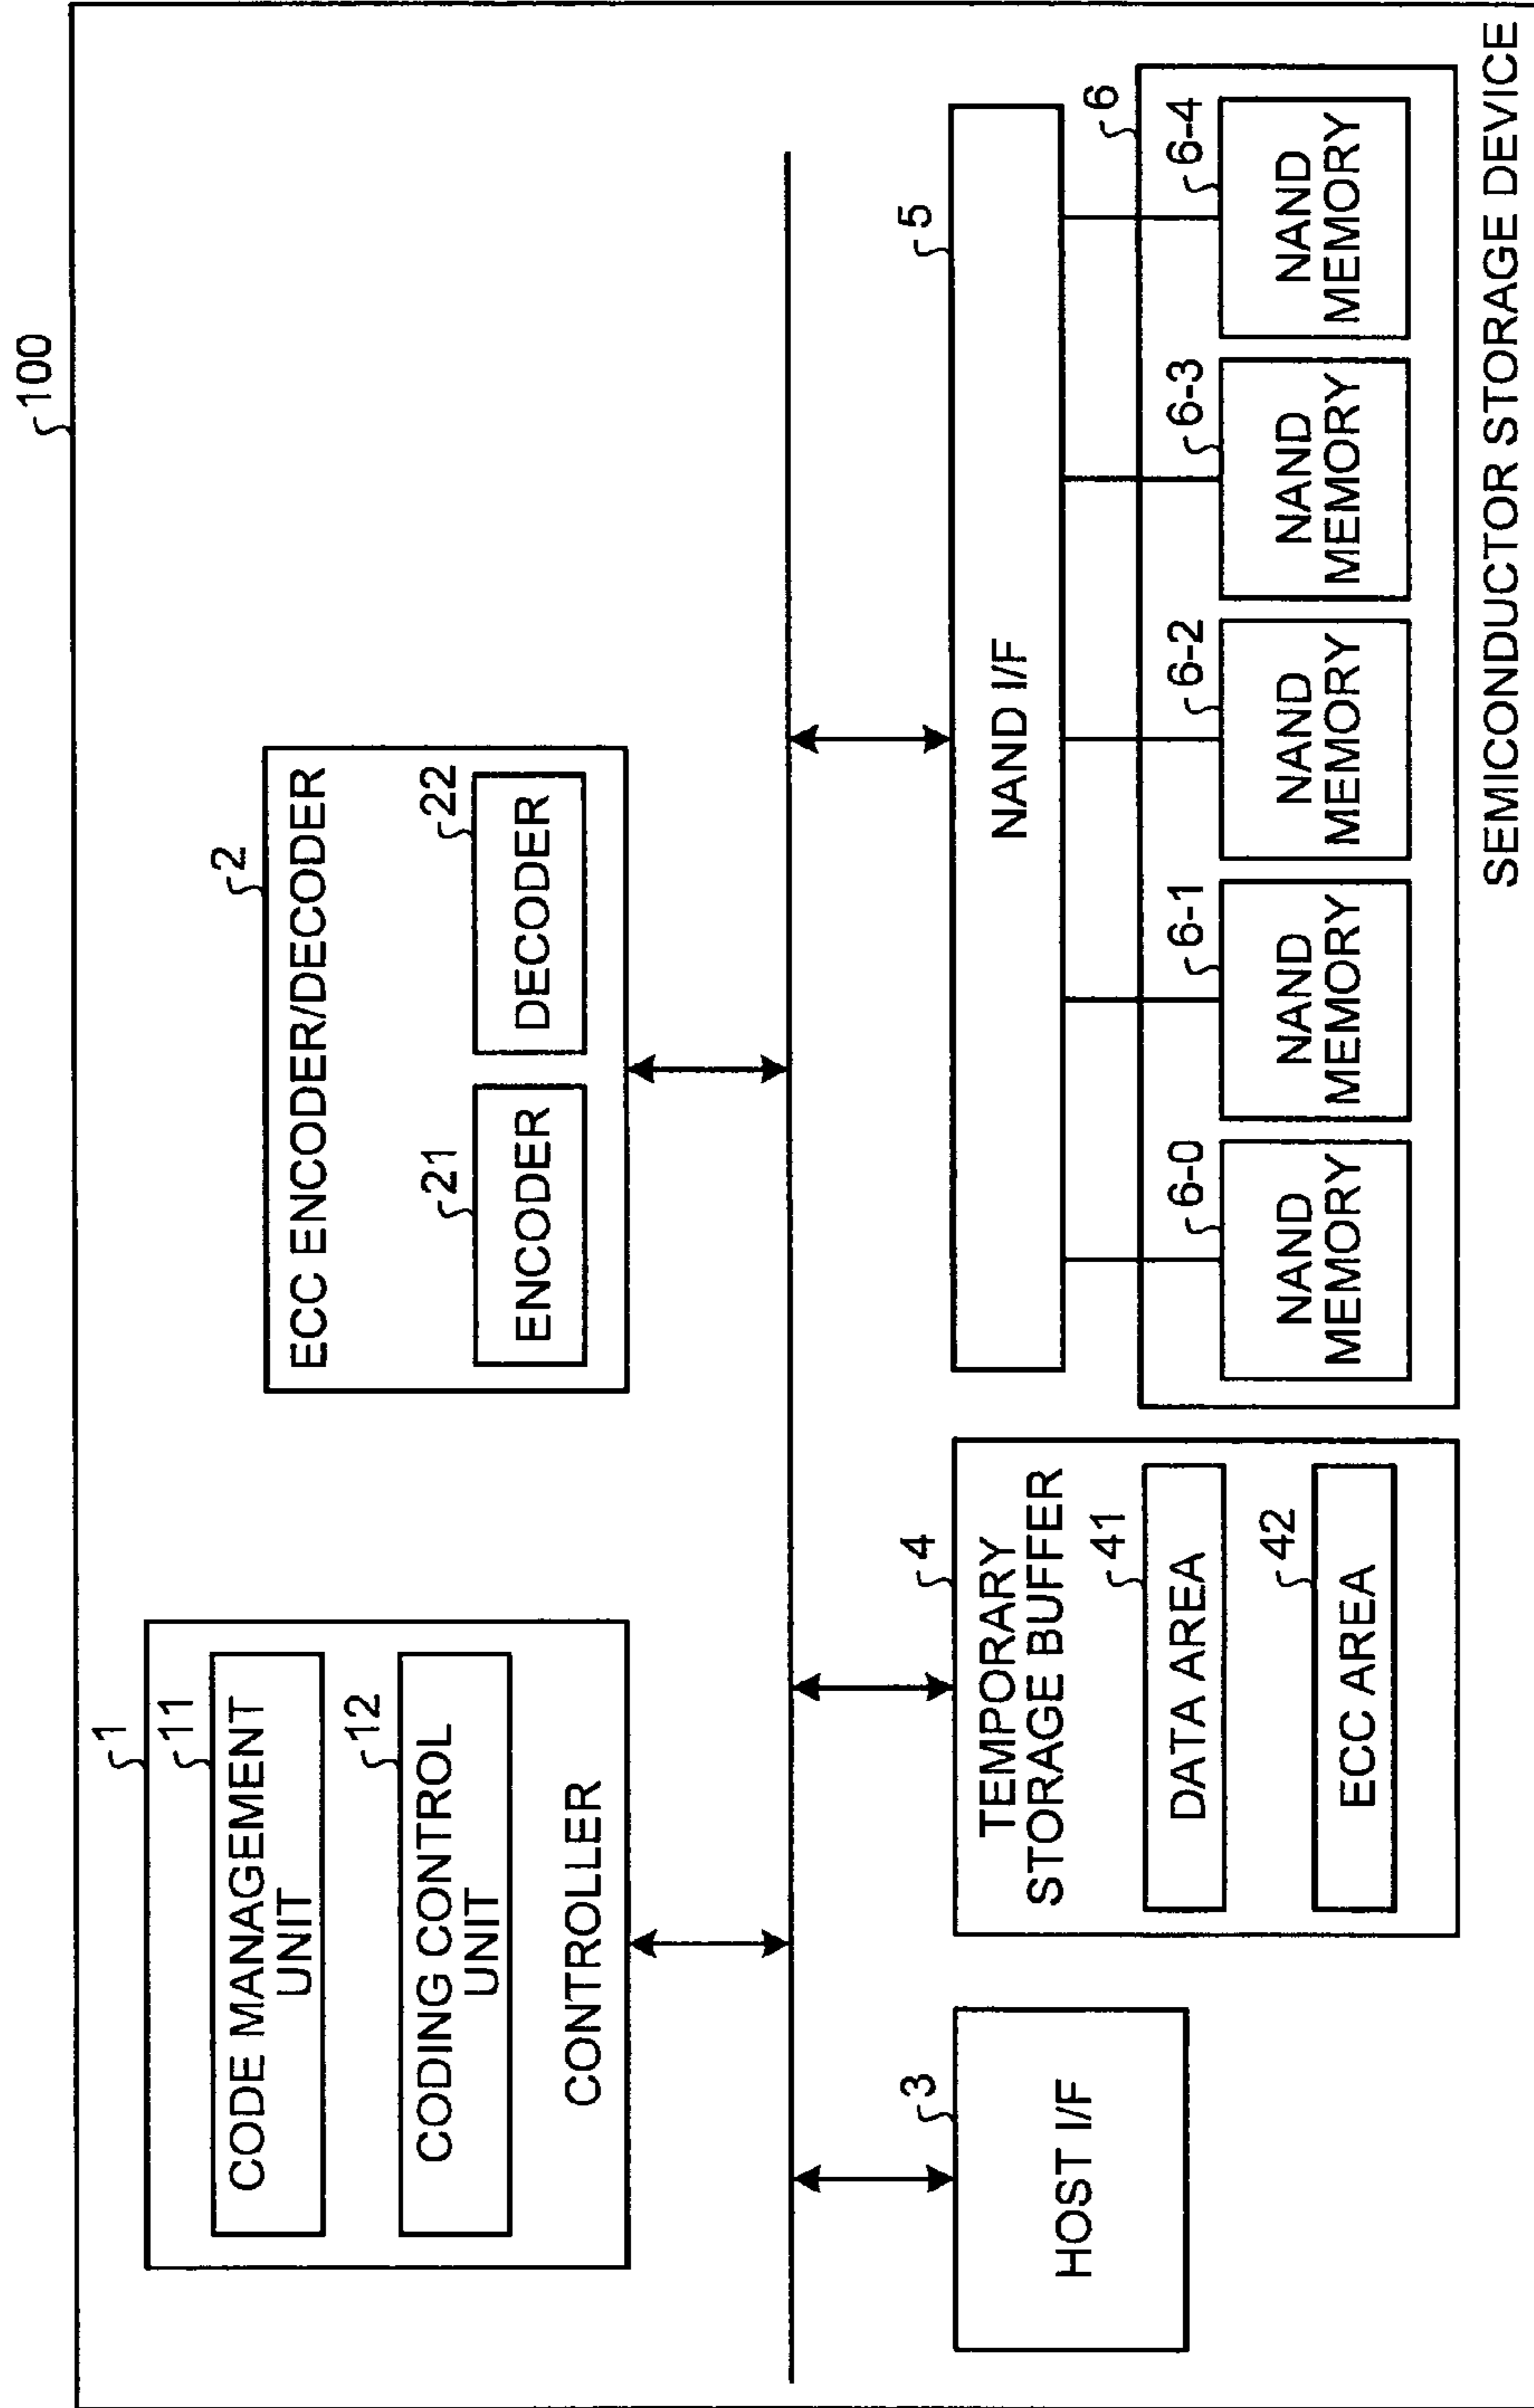 100
1
11
CODE MANAGEMENT
UNIT
12
CODING CONTROL
UNIT
CONTROLLER
2
ECC ENCODER/DECODER
21
ENCODER
22
DECODER
3
HOST I/F
4
TEMPORARY
STORAGE BUFFER
41
DATA AREA
42
ECC AREA
5
NAND I/F
6
6-0
NAND
MEMORY
6-1
NAND
MEMORY
6-2
NAND
MEMORY
6-3
NAND
MEMORY
6-4
NAND
MEMORY
SEMICONDUCTOR STORAGE DEVICE